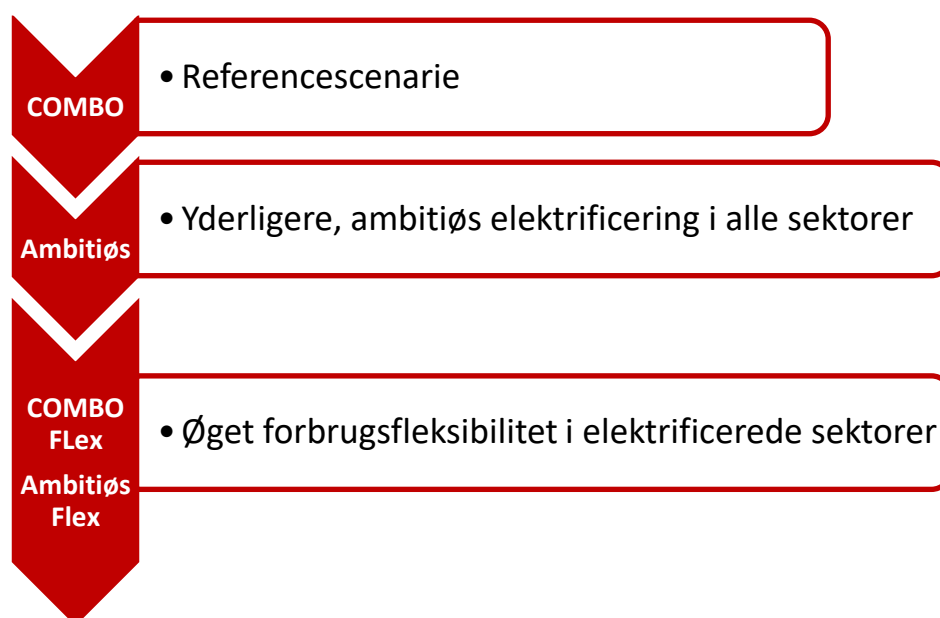 COMBO
• Referencescenarie
Ambitiøs
• Yderligere, ambitiøs elektrificering i alle sektorer
COMBO
FLex
Ambitiøs
Flex
• Øget forbrugsfleksibilitet i elektrificerede sektorer